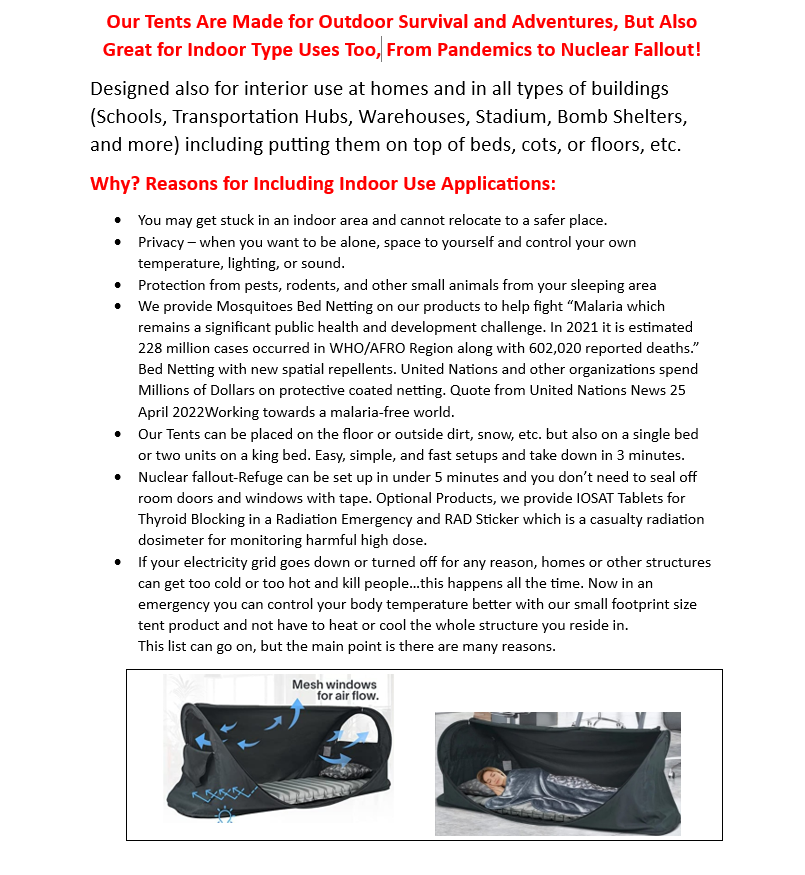 Our Tents Are Made for Outdoor Survival and Adventures, But Also
Great for Indoor Type Uses Too, From Pandemics to Nuclear Fallout!
Designed also for interior use at homes and in all types of buildings
(Schools, Transportation Hubs, Warehouses, Stadium, Bomb Shelters,
and more) including putting them on top of beds, cots, or floors, etc.
Why? Reasons for Including Indoor Use Applications:
• You may get stuck in an indoor area and cannot relocate to a safer place.
• Privacy – when you want to be alone, space to yourself and control your own
temperature, lighting, or sound.
• Protection from pests, rodents, and other small animals from your sleeping area
• We provide Mosquitoes Bed Netting on our products to help fight “Malaria which
remains a significant public health and development challenge. In 2021 it is estimated
228 million cases occurred in WHO/AFRO Region along with 602,020 reported deaths.”
Bed Netting with new spatial repellents. United Nations and other organizations spend
Millions of Dollars on protective coated netting. Quote from United Nations News 25
April 2022Working towards a malaria-free world.
• Our Tents can be placed on the floor or outside dirt, snow, etc. but also on a single bed
or two units on a king bed. Easy, simple, and fast setups and take down in 3 minutes.
• Nuclear fallout-Refuge can be set up in under 5 minutes and you don’t need to seal off
room doors and windows with tape. Optional Products, we provide IOSAT Tablets for
Thyroid Blocking in a Radiation Emergency and RAD Sticker which is a casualty radiation
dosimeter for monitoring harmful high dose.
• If your electricity grid goes down or turned off for any reason, homes or other structures
can get too cold or too hot and kill people…this happens all the time. Now in an
emergency you can control your body temperature better with our small footprint size
tent product and not have to heat or cool the whole structure you reside in.
This list can go on, but the main point is there are many reasons.
Mesh windows
for air flow.